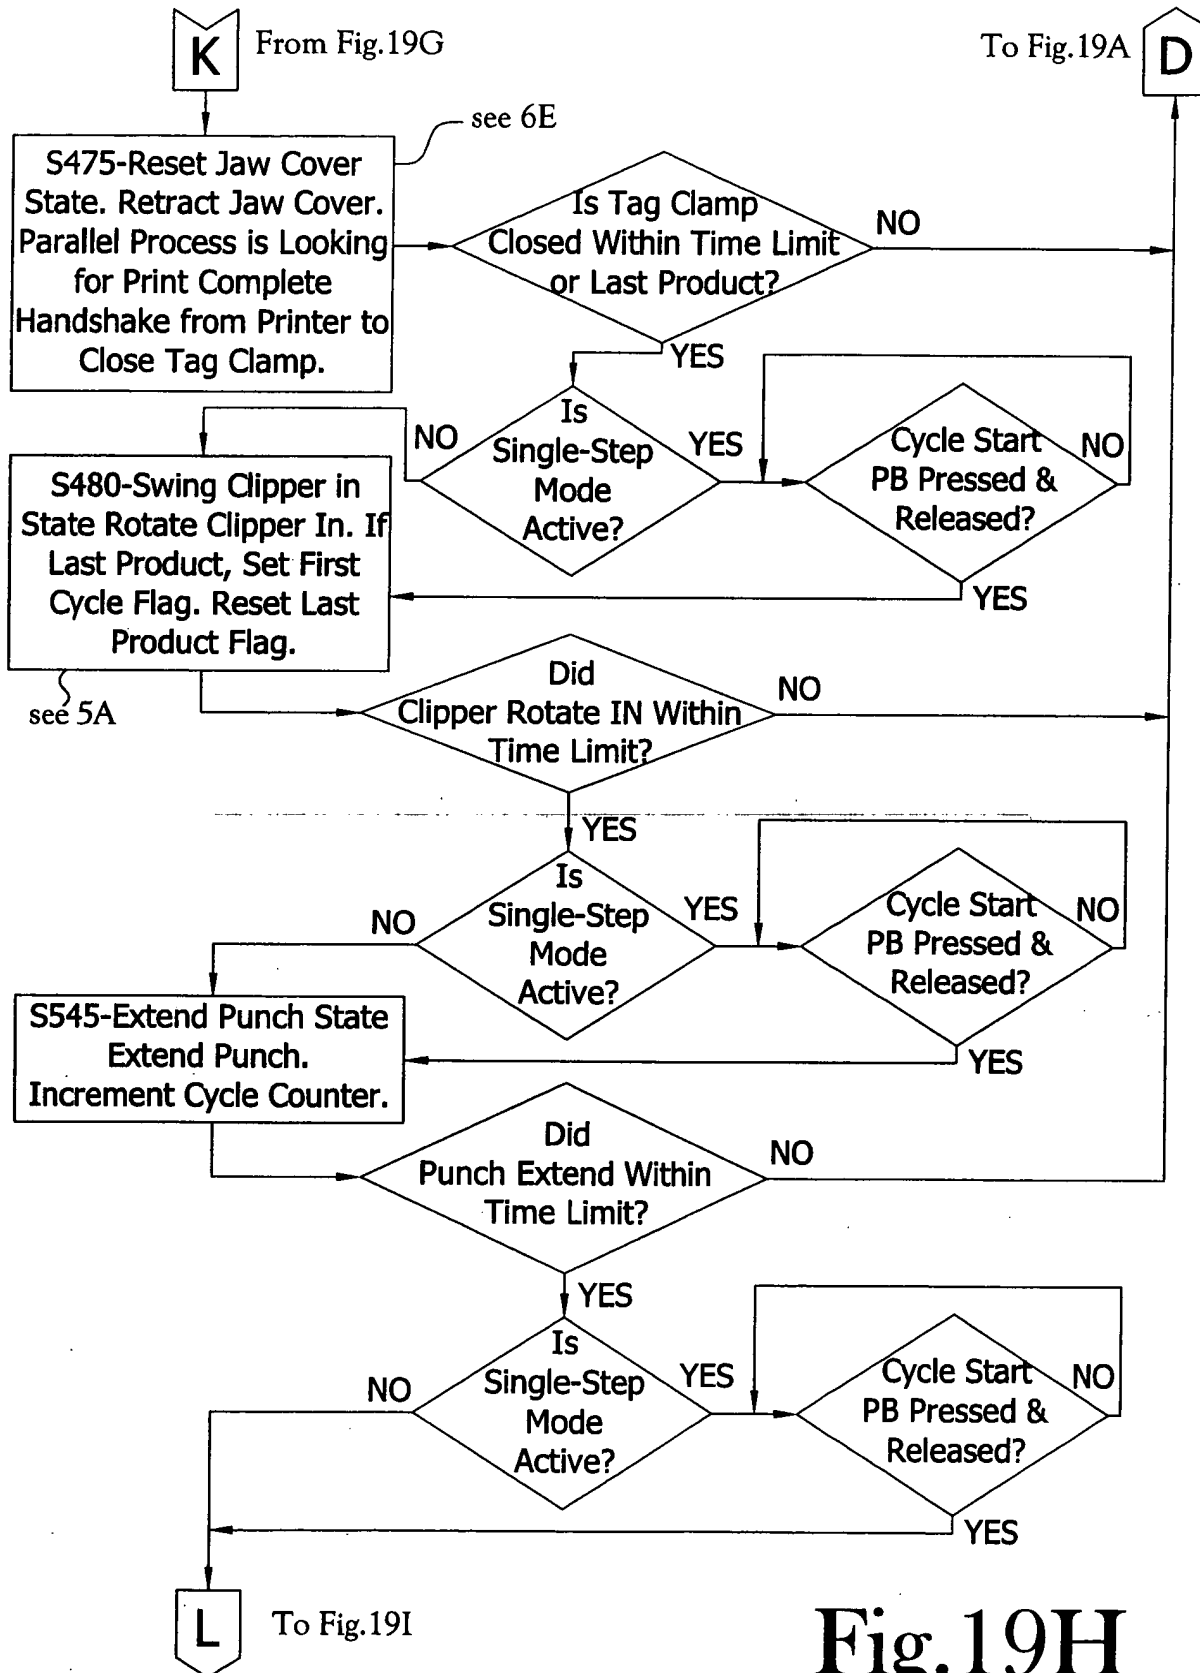 K
From Fig.19G
To Fig.19A
D
see 6E
S475-Reset Jaw Cover
State. Retract Jaw Cover.
Parallel Process is Looking
for Print Complete
Handshake from Printer to
Close Tag Clamp.
Is Tag Clamp
Closed Within Time Limit
or Last Product?
NO
YES
Is
Single-Step
Mode
Active?
NO
YES
Cycle Start
PB Pressed &
Released?
NO
YES
S480-Swing Clipper in
State Rotate Clipper In. If
Last Product, Set First
Cycle Flag. Reset Last
Product Flag.
see 5A
Did
Clipper Rotate IN Within
Time Limit?
NO
YES
Is
Single-Step
Mode
Active?
NO
YES
Cycle Start
PB Pressed &
Released?
NO
YES
S545-Extend Punch State
Extend Punch.
Increment Cycle Counter.
Did
Punch Extend Within
Time Limit?
NO
YES
Is
Single-Step
Mode
Active?
NO
YES
Cycle Start
PB Pressed &
Released?
NO
YES
L
To Fig.19I
Fig.19H